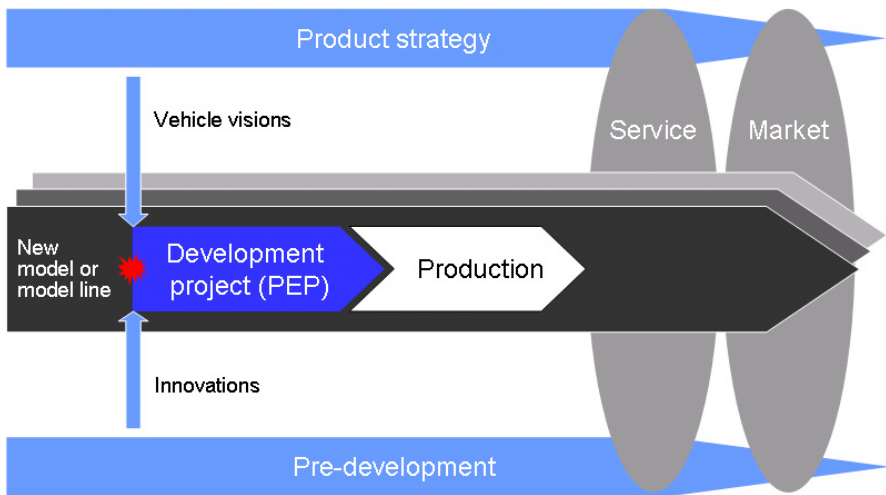 Product strategy
Vehicle visions
Service
Market
New
model or
model line
Development
project (PEP)
Production
Innovations
Pre-development